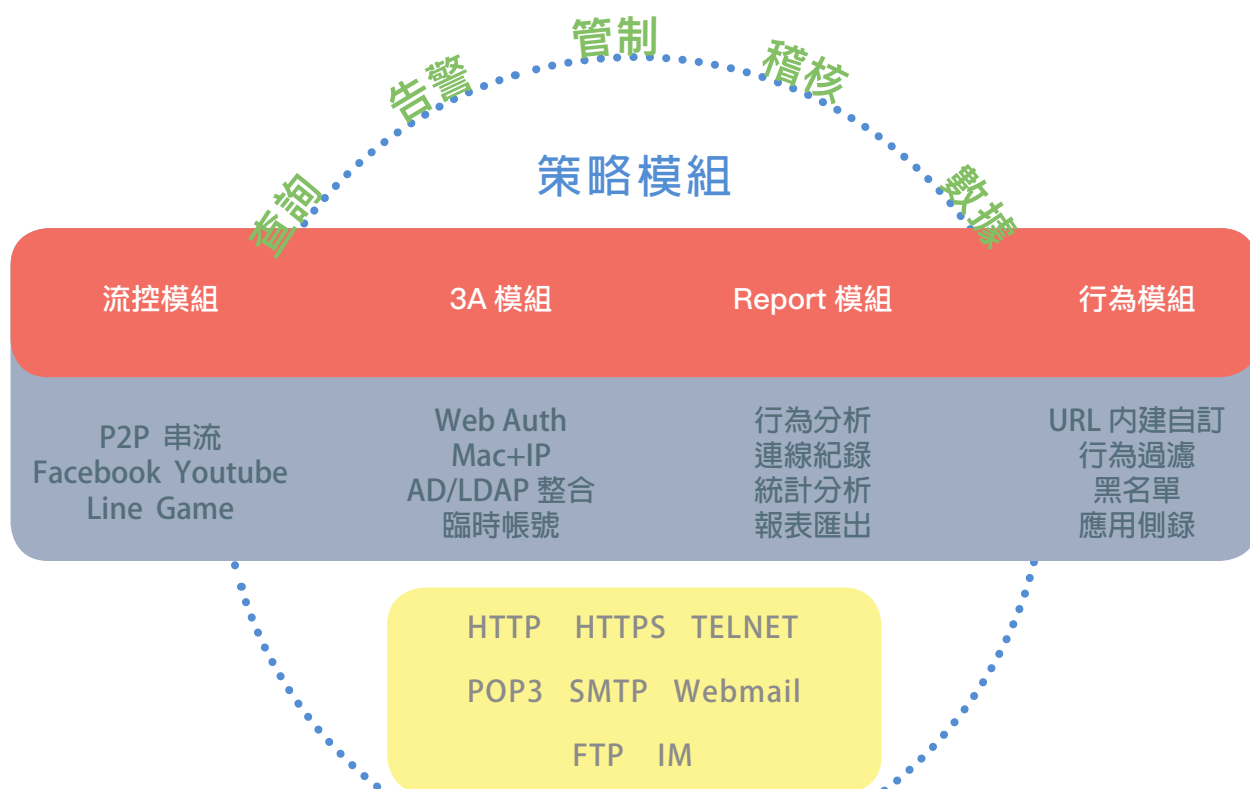 查詢
告警
管制
稽核
數據
策略模組
流控模組
3A 模組
Report 模組
行為模組
P2P 串流
Facebook Youtube
Line Game
Web Auth
Mac+IP
AD/LDAP 整合
臨時帳號
行為分析
連線紀錄
統計分析
報表匯出
URL 內建自訂
行為過濾
黑名單
應用側錄
HTTP HTTPS TELNET
POP3 SMTP Webmail
FTP IM